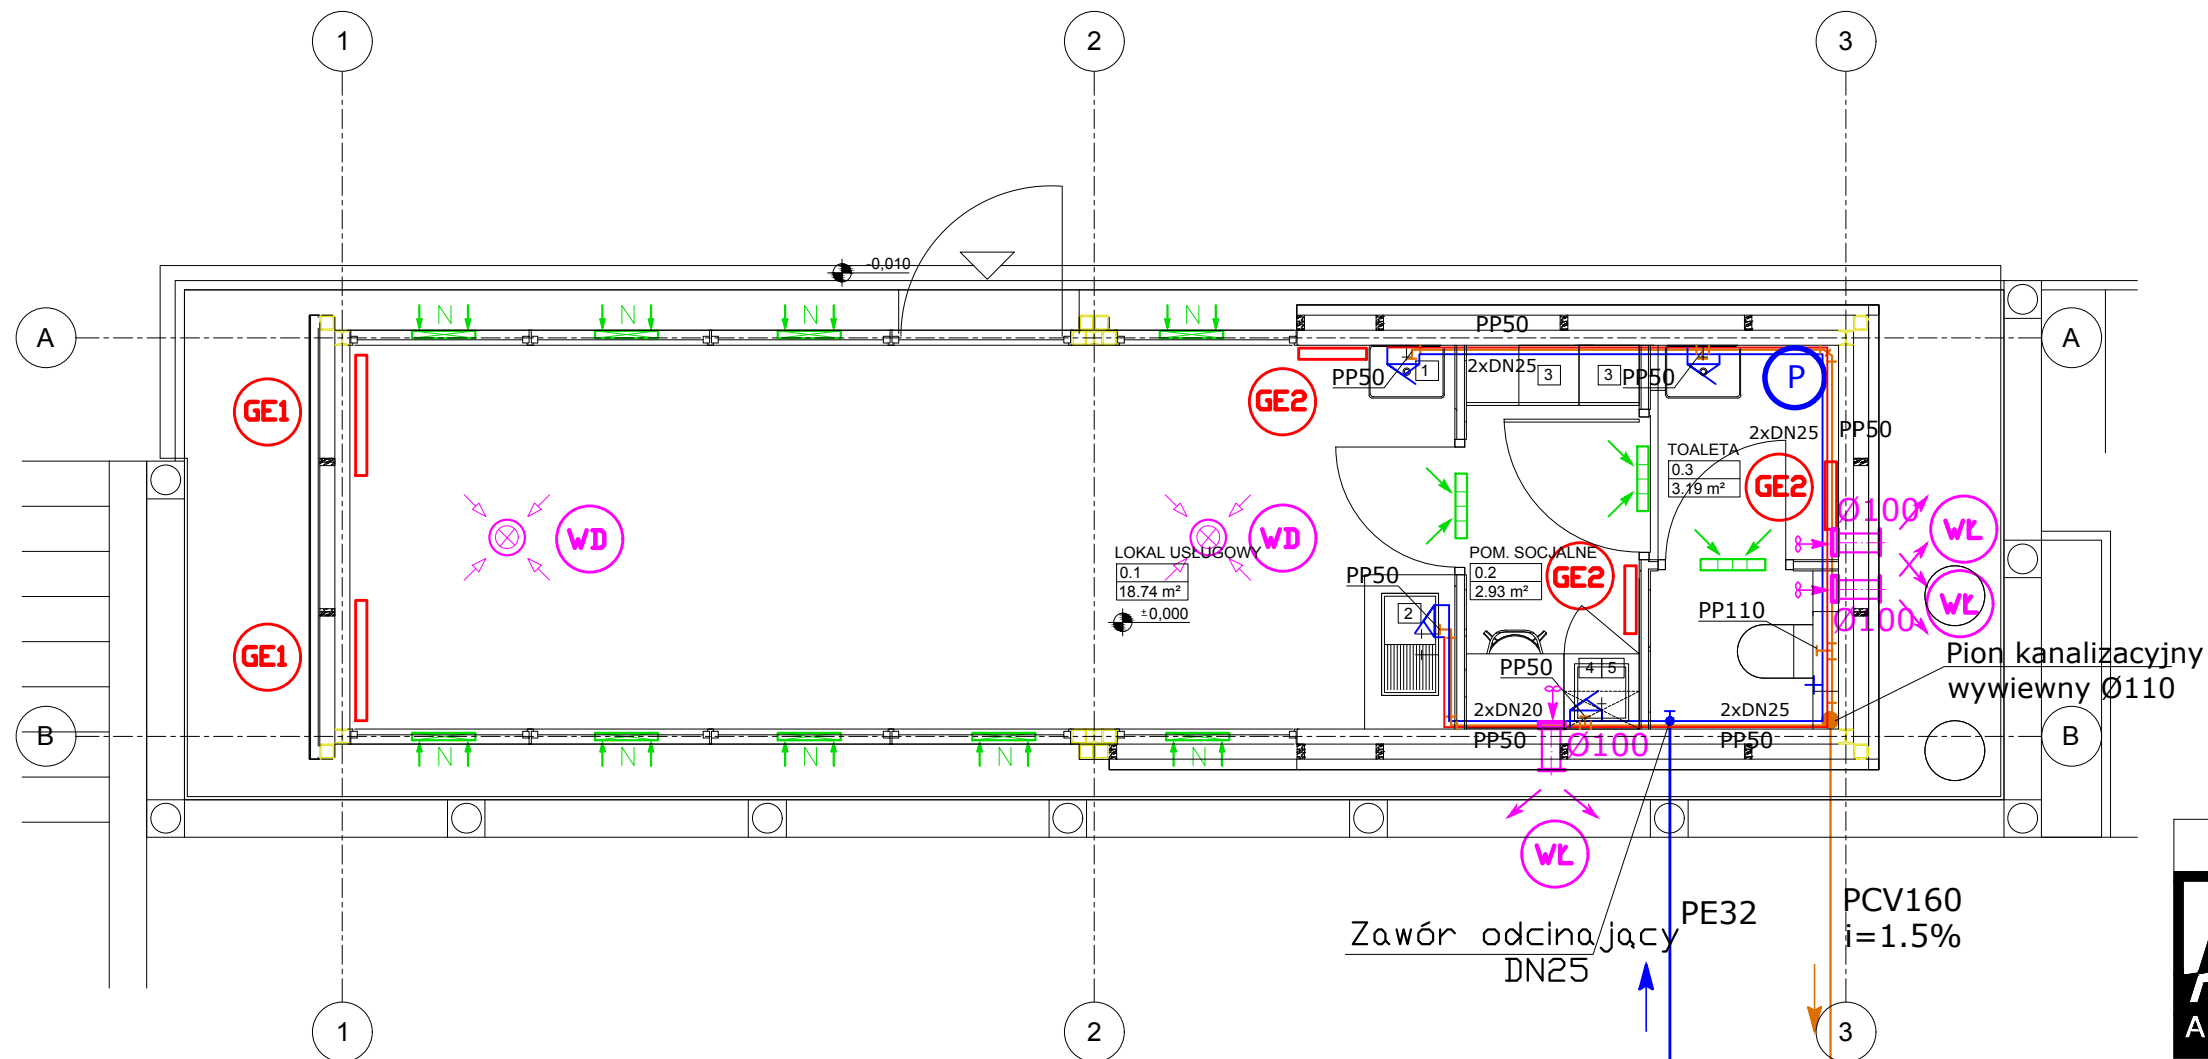 1
2
3
-0,010
N
N
N
N
A
A
PP50
2xDN25
PP50
1
3
3
PP50
P
GE1
GE2
2xDN25
PP50
TOALETA
0.3
3.19 m²
GE2
Ø100
WŁ
WD
WD
LOKAL USŁUGOWY
0.1
18.74 m²
±0,000
POM. SOCJALNE
0.2
2.93 m²
GE2
PP50
2
WŁ
Ø100
PP110
GE1
PP50
4
5
Pion kanalizacyjny
wywiewny Ø110
2xDN20
2xDN25
B
B
PP50
Ø100
PP50
N
N
N
N
N
WŁ
PE32
PCV160
i=1.5%
Zawór odcinający
DN25
1
2
3
A